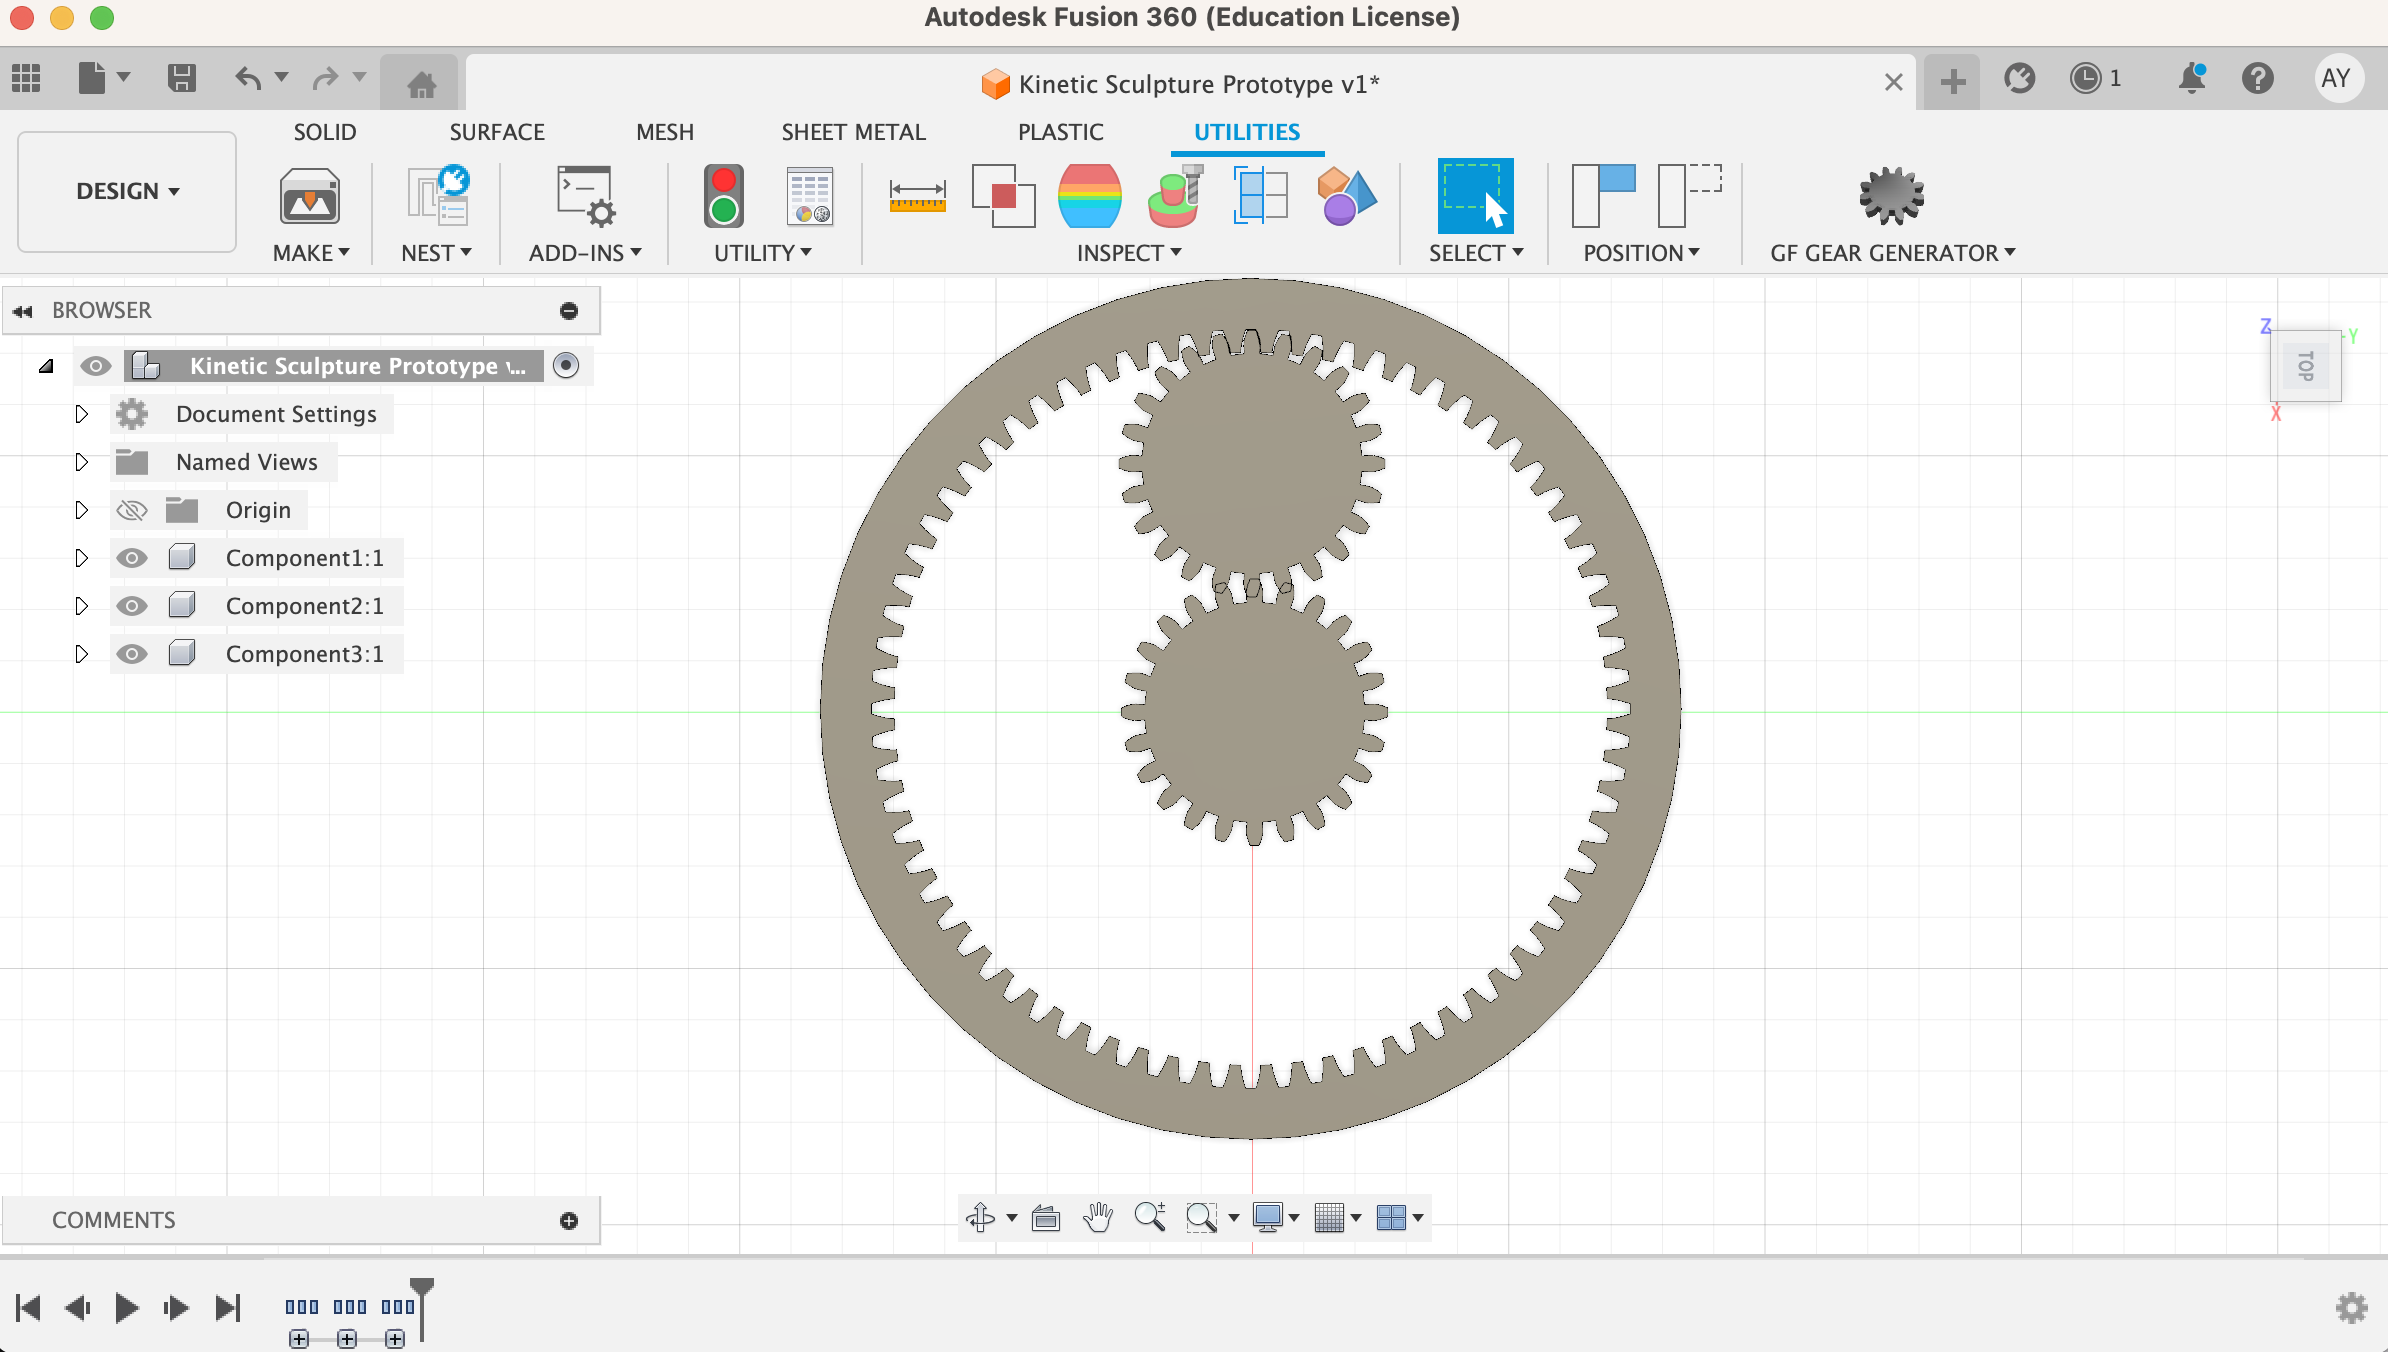 Autodesk Fusion 360 (Education License)
Kinetic Sculpture Prototype v1*
1
AY
SOLID
SURFACE
MESH
SHEET METAL
PLASTIC
UTILITIES
DESIGN
MAKE
NEST
ADD-INS
UTILITY
INSPECT
SELECT
POSITION
GF GEAR GENERATOR
BROWSER
Kinetic Sculpture Prototype v...
Document Settings
Named Views
Origin
Component1:1
Component2:1
Component3:1
Z
-Y
TOP
X
COMMENTS